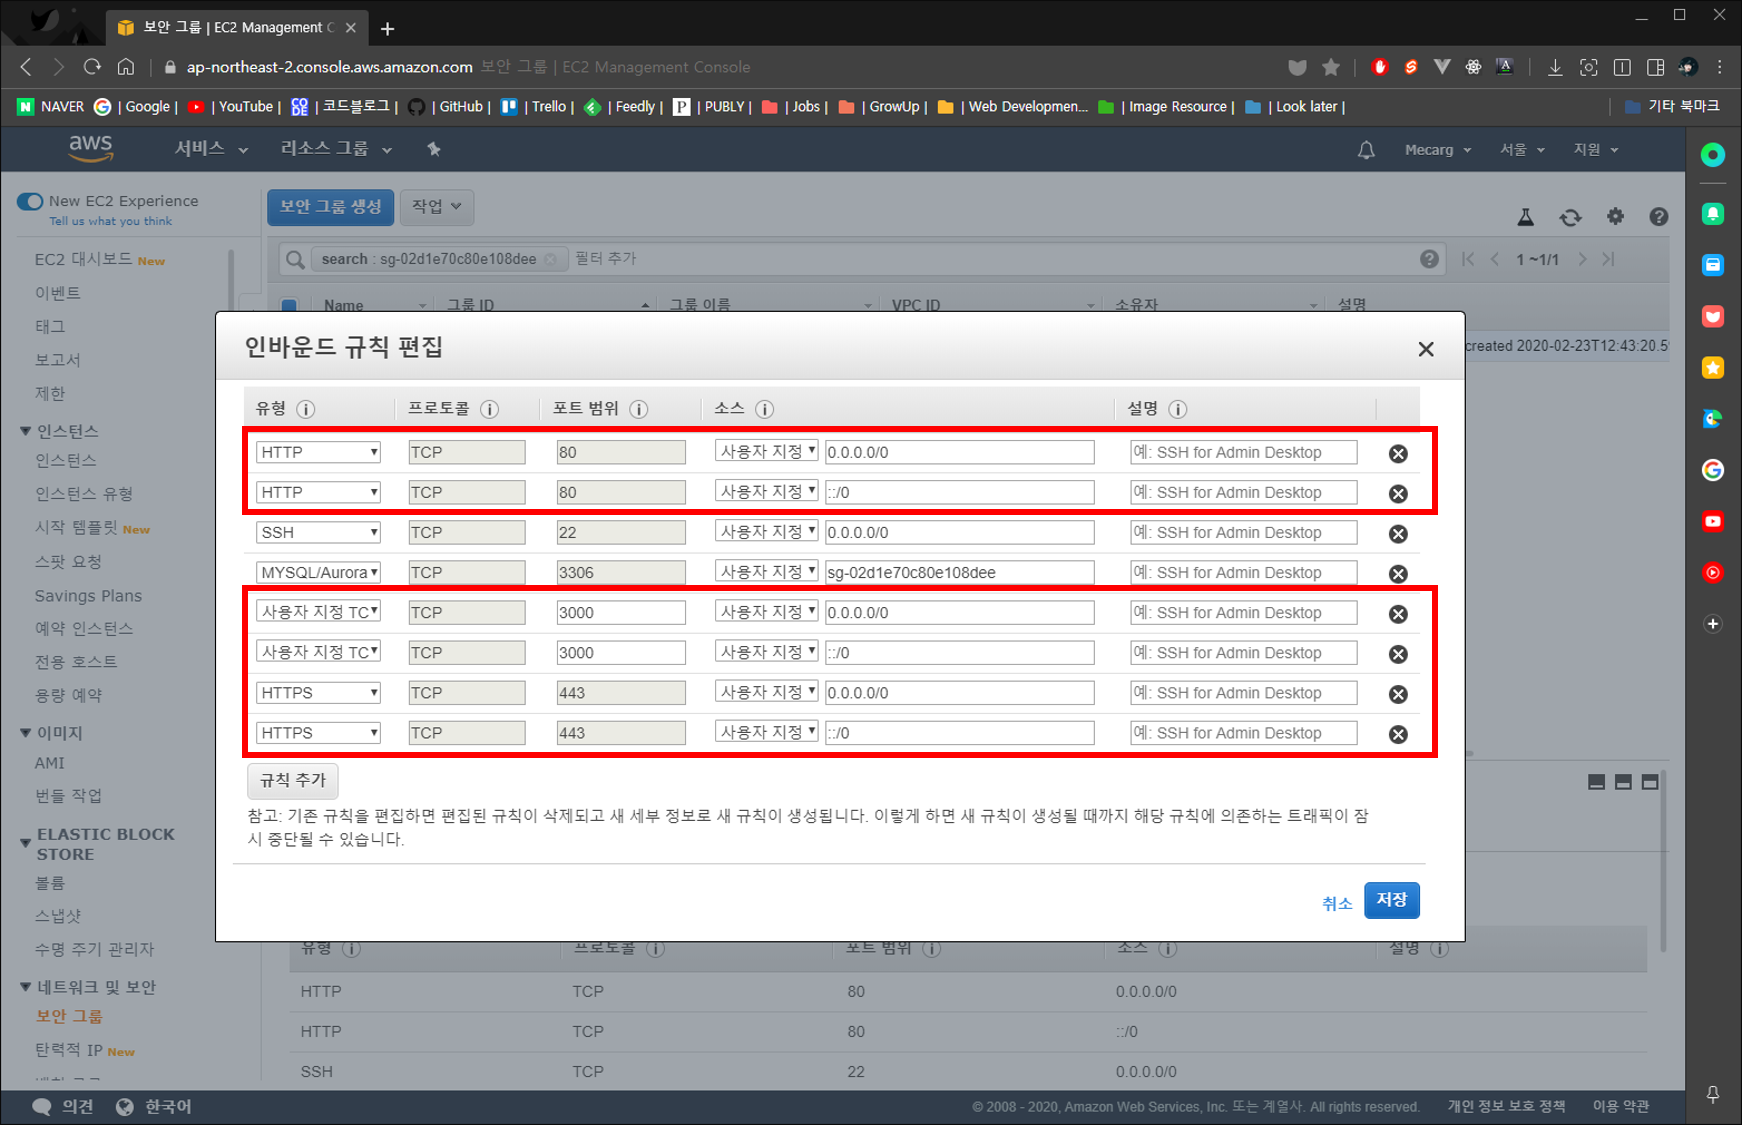 보안 그룹 | EC2 Management C
ap-northeast-2.console.aws.amazon.com 보안 그룹 | EC2 Management Console
NAVER | Google | | YouTube | CODE | 코드블로그 | | GitHub | | Trello | | Feedly | P | PUBLY | | Jobs | | GrowUp | | Web Developmen... | Image Resource | | Look later | 기타 북마크
aws 서비스 리소스 그룹 Mecarg 서울 지원
New EC2 Experience
Tell us what you think
보안 그룹 생성 작업
EC2 대시보드 New
이벤트
태그
보고서
제한
인스턴스
인스턴스
인스턴스 유형
시작 템플릿 New
스팟 요청
Savings Plans
예약 인스턴스
전용 호스트
용량 예약
이미지
AMI
번들 작업
ELASTIC BLOCK
STORE
볼륨
스냅샷
수명 주기 관리자
네트워크 및 보안
보안 그룹
탄력적 IP New
search : sg-02d1e70c80e108dee 필터 추가 1 ~1/1
Name 그룹 ID 그룹 이름 VPC ID 소유자 설명
created 2020-02-23T12:43:20.59
인바운드 규칙 편집
유형 프로토콜 포트 범위 소스 설명
HTTP TCP 80 사용자 지정 0.0.0.0/0 예: SSH for Admin Desktop
HTTP TCP 80 사용자 지정 ::/0 예: SSH for Admin Desktop
SSH TCP 22 사용자 지정 0.0.0.0/0 예: SSH for Admin Desktop
MYSQL/Aurora TCP 3306 사용자 지정 sg-02d1e70c80e108dee 예: SSH for Admin Desktop
사용자 지정 TC TCP 3000 사용자 지정 0.0.0.0/0 예: SSH for Admin Desktop
사용자 지정 TC TCP 3000 사용자 지정 ::/0 예: SSH for Admin Desktop
HTTPS TCP 443 사용자 지정 0.0.0.0/0 예: SSH for Admin Desktop
HTTPS TCP 443 사용자 지정 ::/0 예: SSH for Admin Desktop
규칙 추가
참고: 기존 규칙을 편집하면 편집된 규칙이 삭제되고 새 세부 정보로 새 규칙이 생성됩니다. 이렇게 하면 새 규칙이 생성될 때까지 해당 규칙에 의존하는 트래픽이 잠
시 중단될 수 있습니다.
취소 저장
유형 프로토콜 포트 범위 소스 설명
HTTP TCP 80 0.0.0.0/0
HTTP TCP 80 ::/0
SSH TCP 22 0.0.0.0/0
의견 한국어 © 2008 - 2020, Amazon Web Services, Inc. 또는 계열사. All rights reserved. 개인 정보 보호 정책 이용 약관